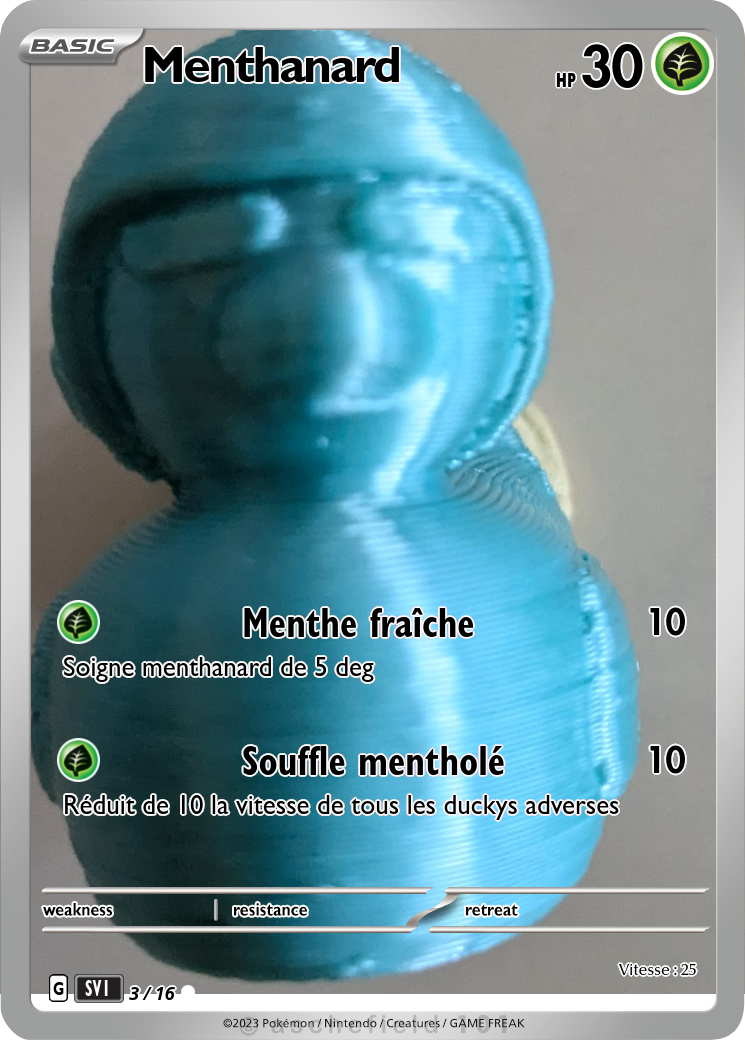 BASIC
Menthanard
HP 30
Menthe fraîche 10
Soigne menthanard de 5 deg
Souffle mentholé 10
Réduit de 10 la vitesse de tous les duckys adverses
weakness resistance retreat
Vitesse : 25
G SVI 3 / 16
©2023 Pokémon / Nintendo / Creatures / GAME FREAK